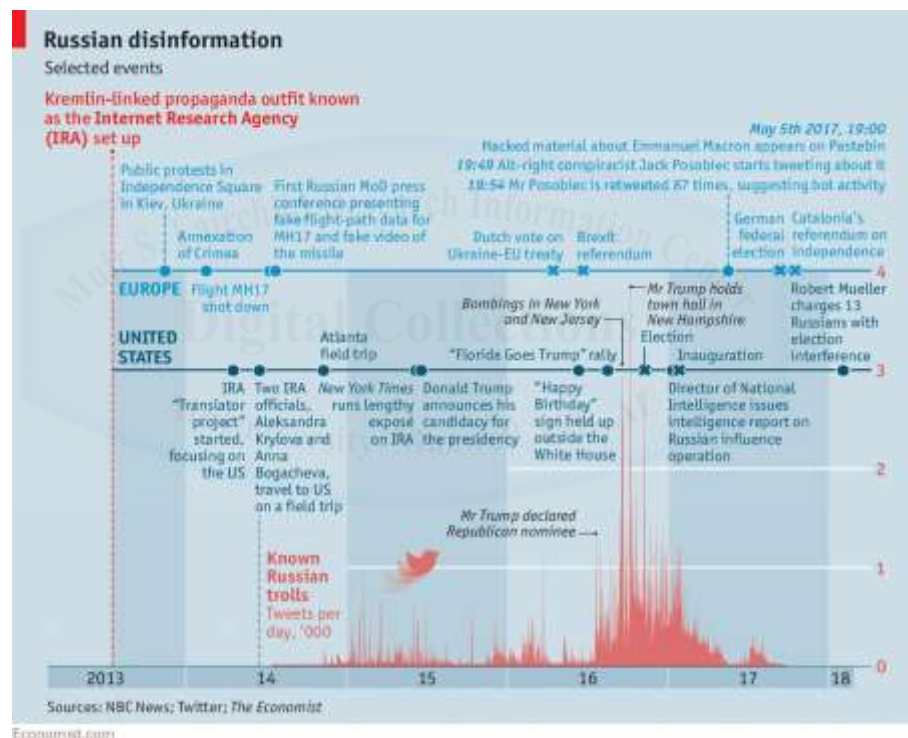 Russian disinformation
Selected events
Kremlin-linked propaganda outfit known
as the Internet Research Agency
(IRA) set up
May 5th 2017, 19:00
Hacked material about Emmanuel Macron appears on Pastebin
19:49 Alt-right conspiracist Jack Posobiec starts tweeting about it
19:54 Mr Posobiec is retweeted 87 times, suggesting bot activity
Public protests in
Independence Square
in Kiev, Ukraine
First Russian MoD press
conference presenting
fake flight-path data for
MH17 and fake video of
the missile
Annexation
of Crimea
Dutch vote on
Ukraine-EU treaty
Brexit
referendum
German
federal
election
Catalonia's
referendum on
independence
4
EUROPE
Flight MH17
shot down
Bombings in New York
and New Jersey
Mr Trump holds
town hall in
New Hampshire
Robert Mueller
charges 13
Russians with
election
interference
UNITED
STATES
Atlanta
field trip
"Florida Goes Trump" rally
Election
Inauguration
3
IRA
"Translator
project"
started,
focusing on
the US
Two IRA
officials,
Aleksandra
Krylova and
Anna
Bogacheva,
travel to US
on a field trip
New York Times
runs lengthy
exposé
on IRA
Donald Trump
announces his
candidacy for
the presidency
"Happy
Birthday"
sign held up
outside the
White House
Director of National
Intelligence issues
intelligence report on
Russian influence
operation
2
Mr Trump declared
Republican nominee
Known
Russian
trolls
Tweets per
day, '000
1
0
2013 14 15 16 17 18
Sources: NBC News; Twitter; The Economist
Economist.com
Digital Collections